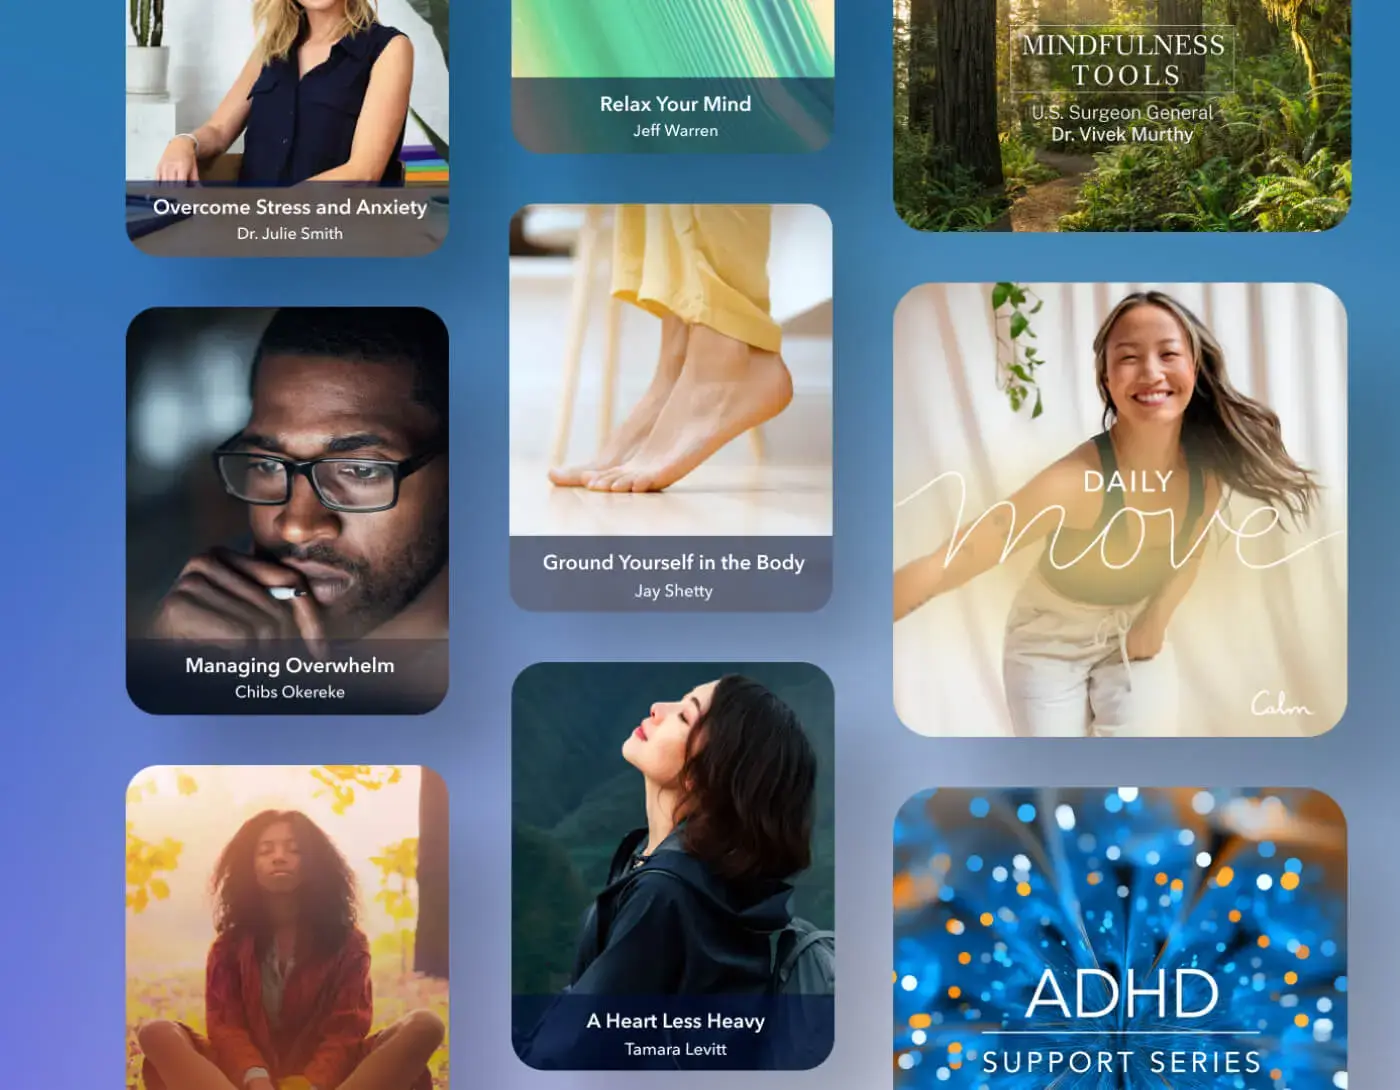 Overcome Stress and Anxiety
Dr. Julie Smith
Managing Overwhelm
Chibs Okereke
Relax Your Mind
Jeff Warren
Ground Yourself in the Body
Jay Shetty
A Heart Less Heavy
Tamara Levitt
MINDFULNESS
TOOLS
U.S. Surgeon General
Dr. Vivek Murthy
DAILY
move
Calm
ADHD
SUPPORT SERIES